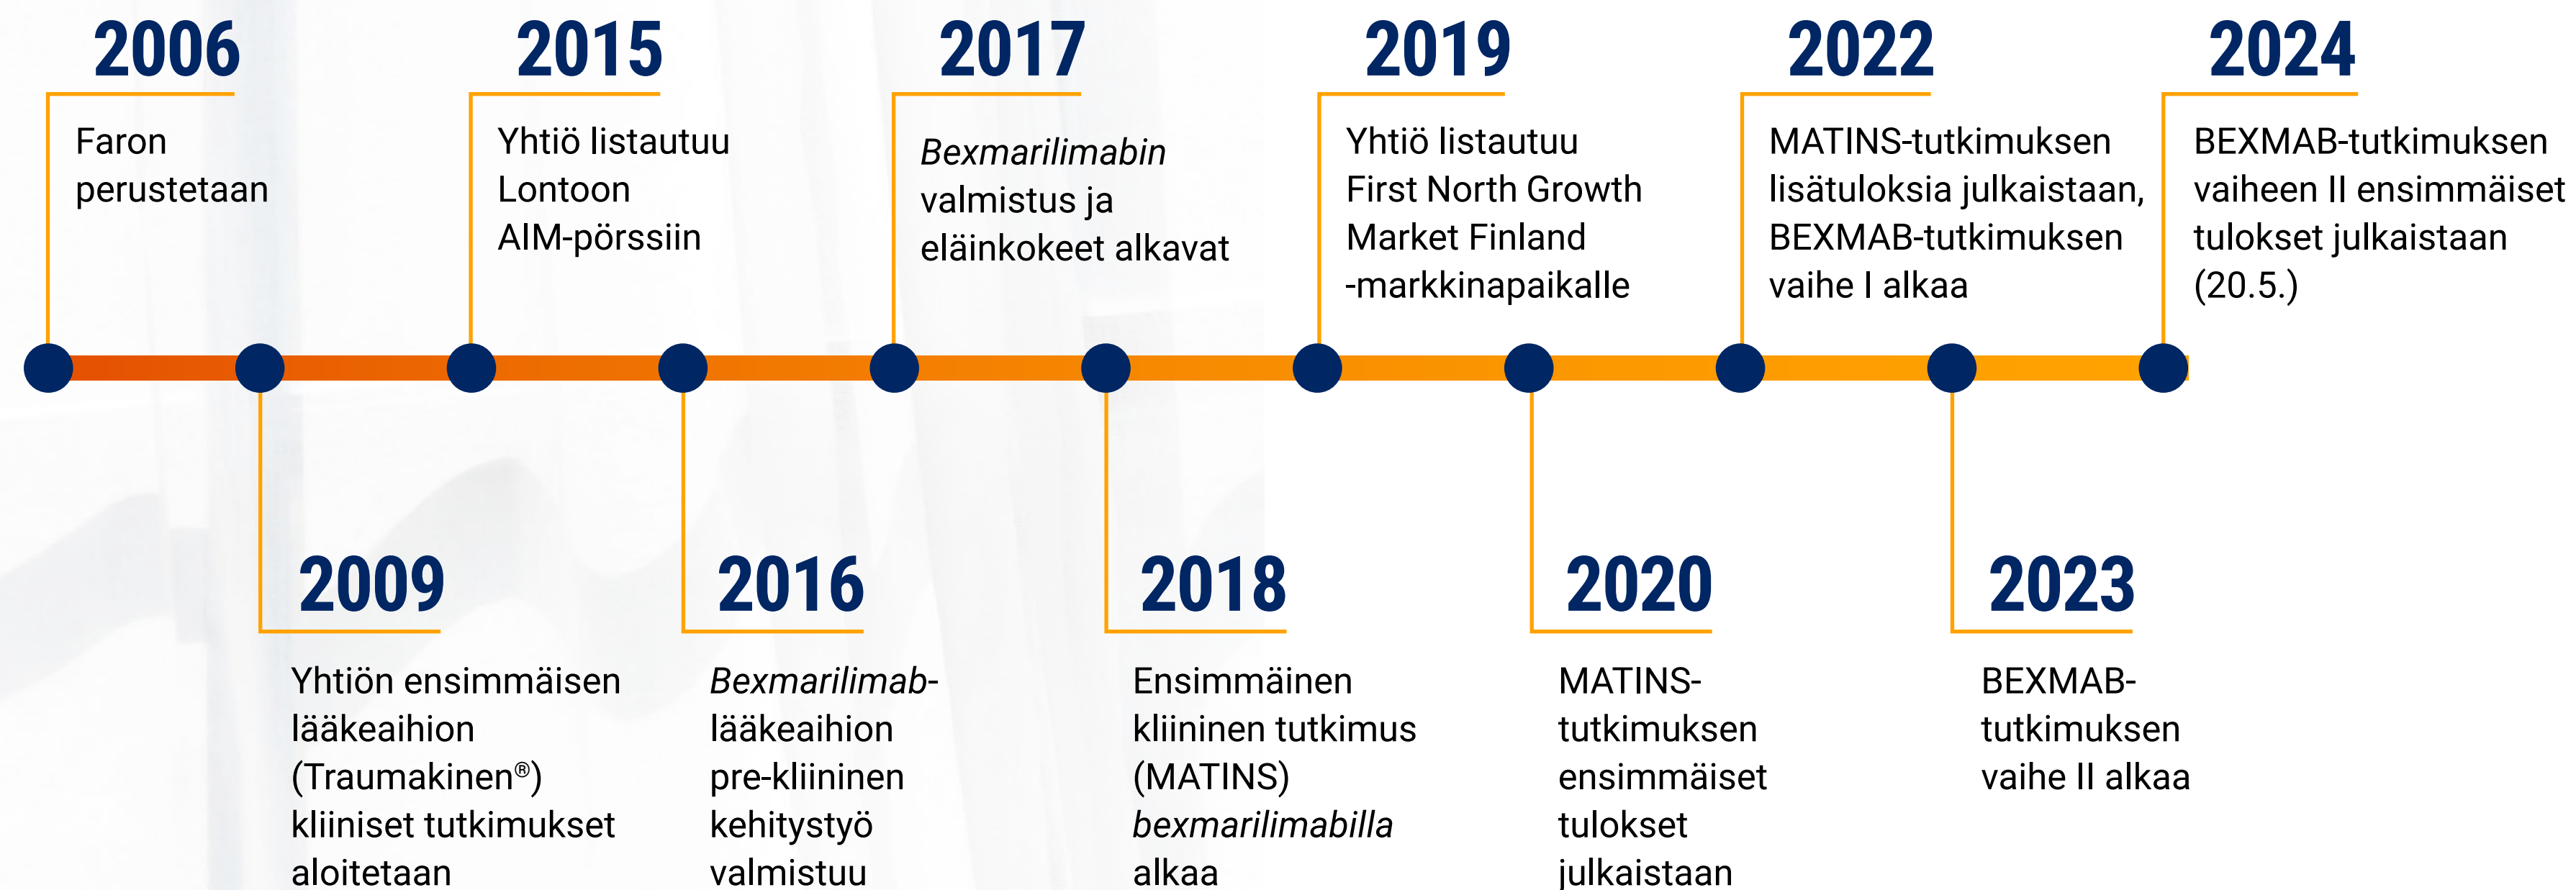 2006
Faron
perustetaan
2009
Yhtiön ensimmäisen
lääkeaihion
(Traumakinen®)
kliiniset tutkimukset
aloitetaan
2015
Yhtiö listautuu
Lontoon
AIM-pörssiin
2016
Bexmarilimab-
lääkeaihion
pre-kliininen
kehitystyö
valmistuu
2017
Bexmarilimabin
valmistus ja
eläinkokeet alkavat
2018
Ensimmäinen
kliininen tutkimus
(MATINS)
bexmarilimabilla
alkaa
2019
Yhtiö listautuu
First North Growth
Market Finland
-markkinapaikalle
2020
MATINS-
tutkimuksen
ensimmäiset
tulokset
julkaistaan
2022
MATINS-tutkimuksen
lisätuloksia julkaistaan,
BEXMAB-tutkimuksen
vaihe I alkaa
2023
BEXMAB-
tutkimuksen
vaihe II alkaa
2024
BEXMAB-tutkimuksen
vaiheen II ensimmäiset
tulokset julkaistaan
(20.5.)